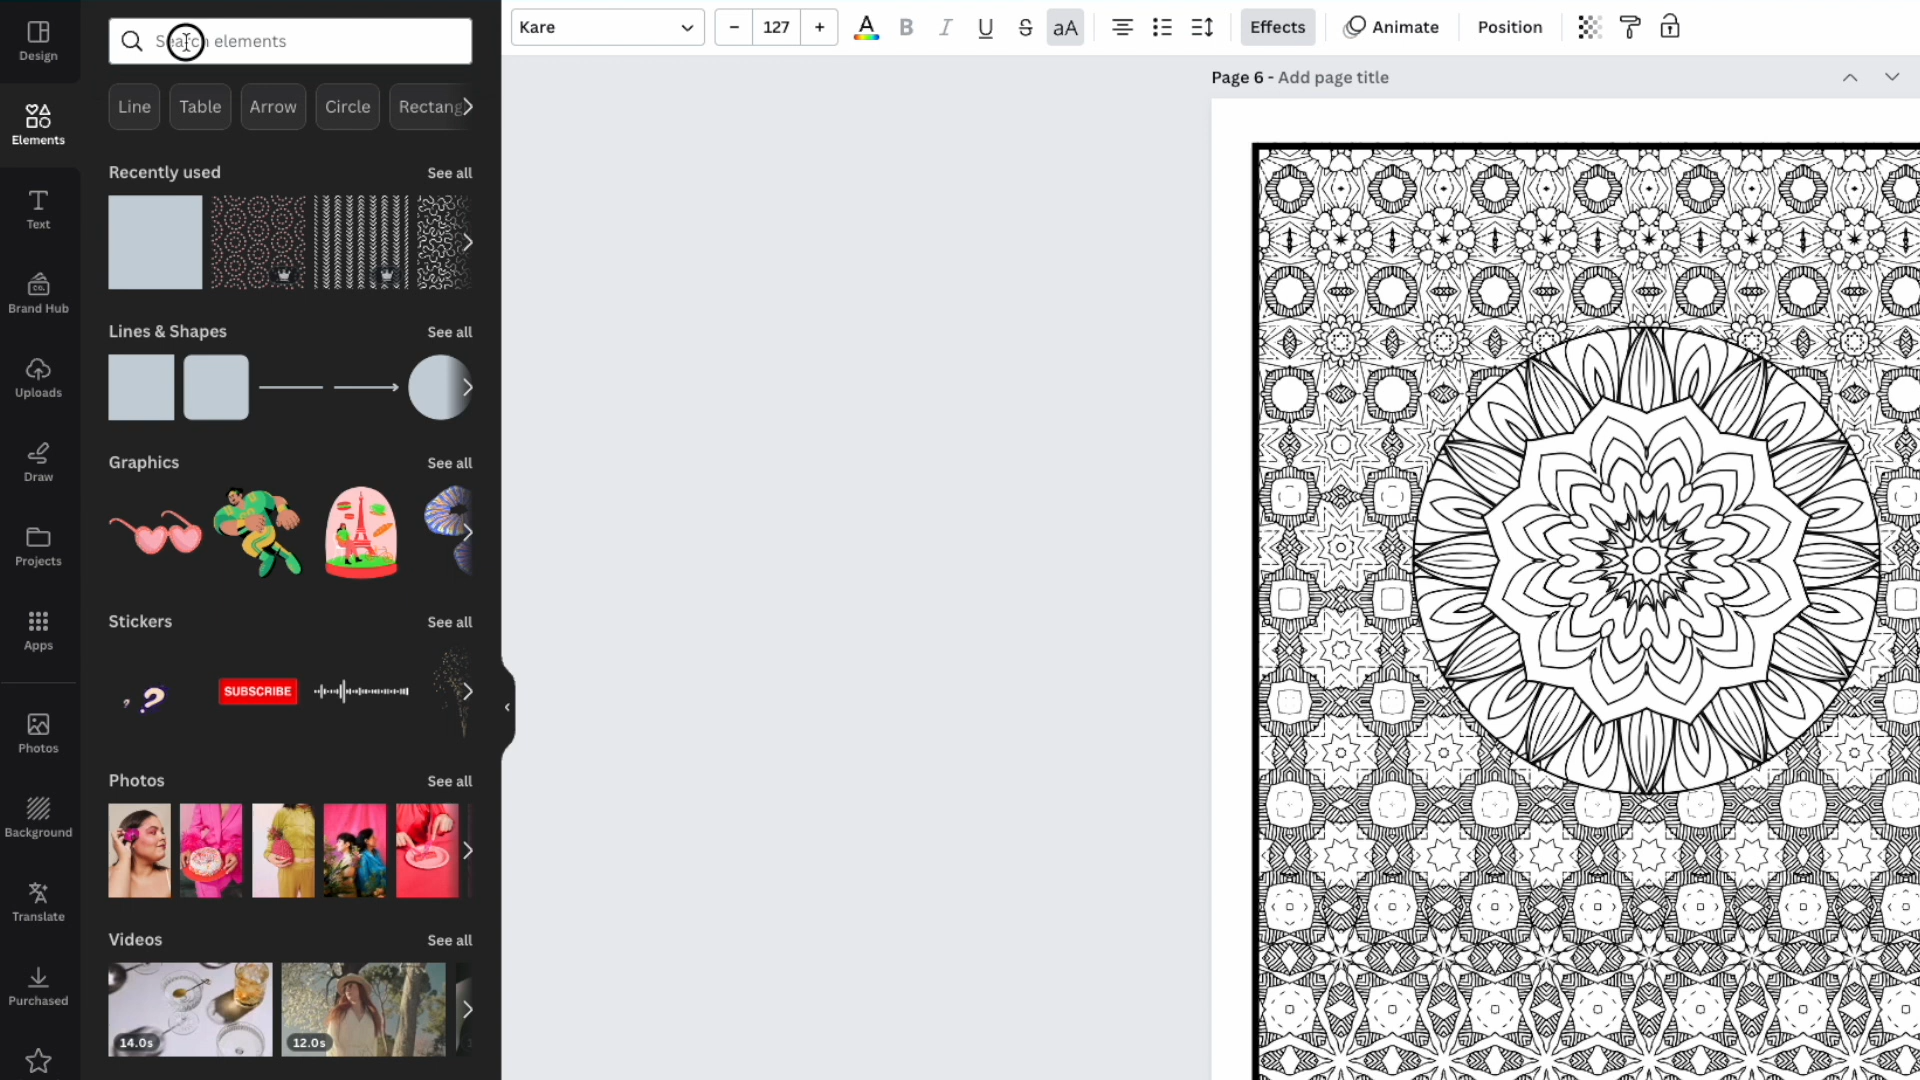 Design
Elements
Text
Brand Hub
CO.
Uploads
Draw
Projects
Apps
Photos
Background
Translate
Purchased
Search elements
Line
Table
Arrow
Circle
Rectang
Recently used
See all
Lines & Shapes
See all
Graphics
See all
Stickers
See all
?
?
SUBSCRIBE
Photos
See all
Videos
See all
14.0s
12.0s
Kare
– 127 +
A
B
I
U
S
aA
Effects
Animate
Position
Page 6 - Add page title